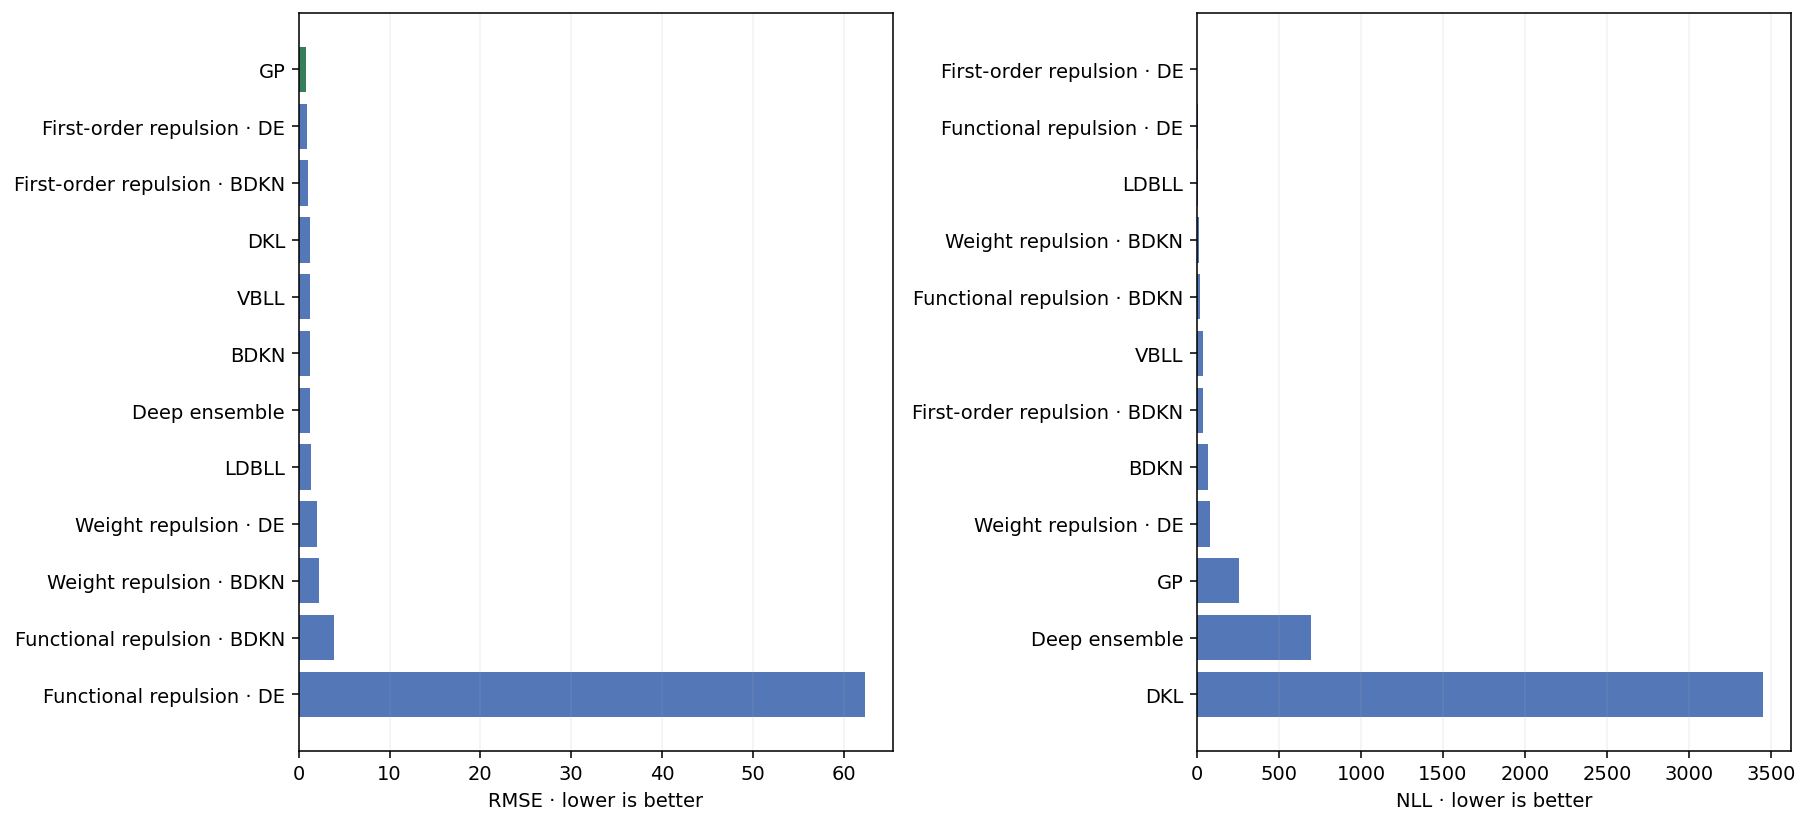 GP
First-order repulsion · DE
First-order repulsion · BDKN
DKL
VBLL
BDKN
Deep ensemble
LDBLL
Weight repulsion · DE
Weight repulsion · BDKN
Functional repulsion · BDKN
Functional repulsion · DE
0 10 20 30 40 50 60
RMSE · lower is better
First-order repulsion · DE
Functional repulsion · DE
LDBLL
Weight repulsion · BDKN
Functional repulsion · BDKN
VBLL
First-order repulsion · BDKN
BDKN
Weight repulsion · DE
GP
Deep ensemble
DKL
0 500 1000 1500 2000 2500 3000 3500
NLL · lower is better